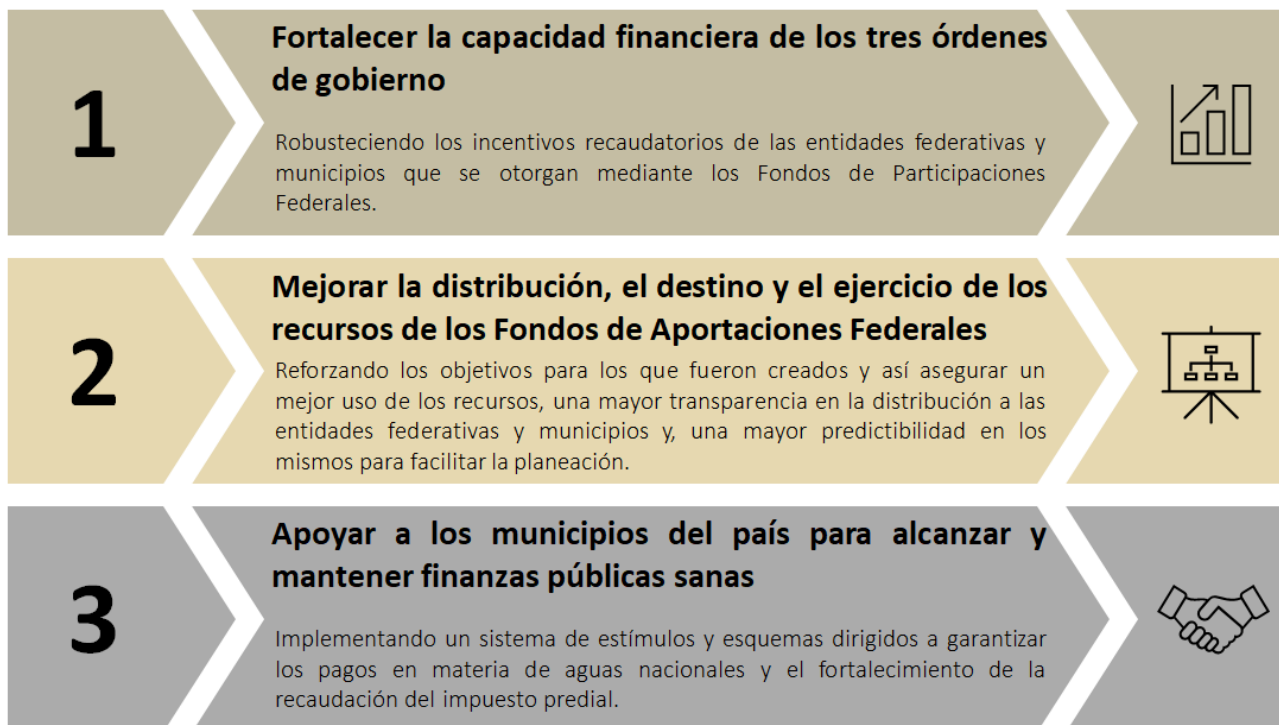 1
Fortalecer la capacidad financiera de los tres órdenes
de gobierno
Robusteciendo los incentivos recaudatorios de las entidades federativas y
municipios que se otorgan mediante los Fondos de Participaciones
Federales.
2
Mejorar la distribución, el destino y el ejercicio de los
recursos de los Fondos de Aportaciones Federales
Reforzando los objetivos para los que fueron creados y así asegurar un
mejor uso de los recursos, una mayor transparencia en la distribución a las
entidades federativas y municipios y, una mayor predictibilidad en los
mismos para facilitar la planeación.
3
Apoyar a los municipios del país para alcanzar y
mantener finanzas públicas sanas
Implementando un sistema de estímulos y esquemas dirigidos a garantizar
los pagos en materia de aguas nacionales y el fortalecimiento de la
recaudación del impuesto predial.